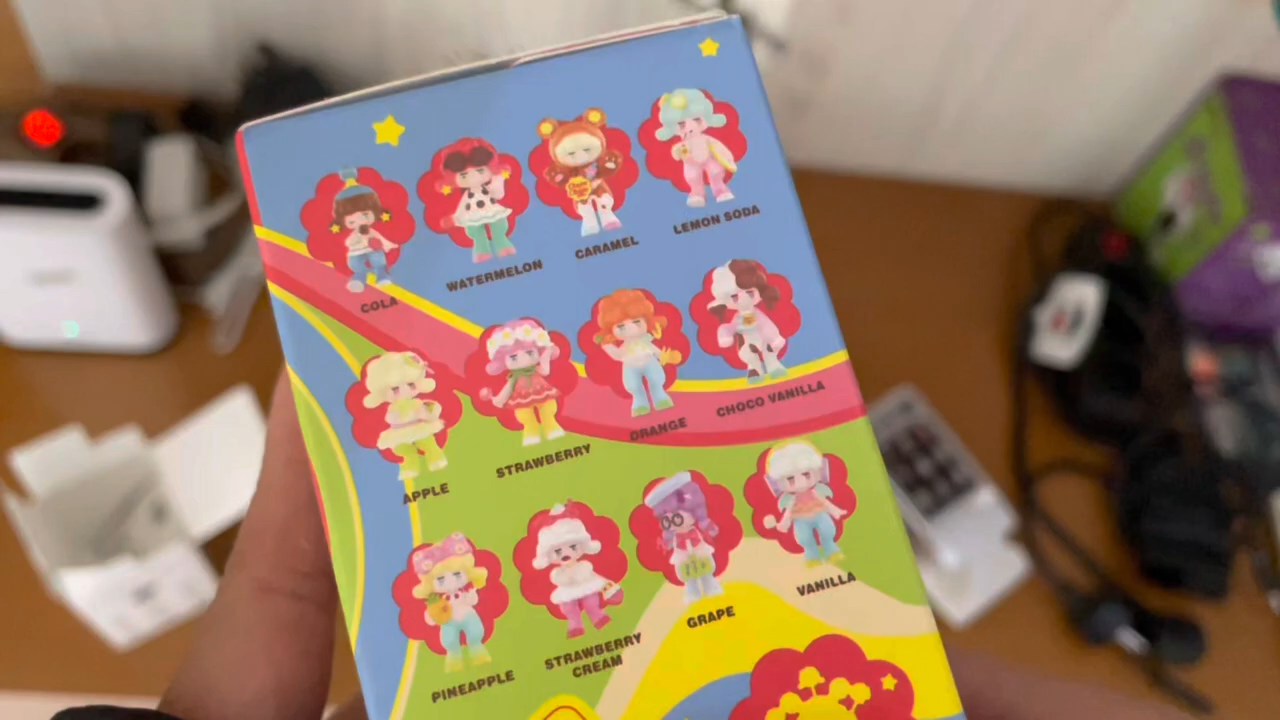 COLA
WATERMELON
CARAMEL
LEMON SODA
APPLE
STRAWBERRY
ORANGE
CHOCO VANILLA
PINEAPPLE
STRAWBERRY
CREAM
GRAPE
VANILLA